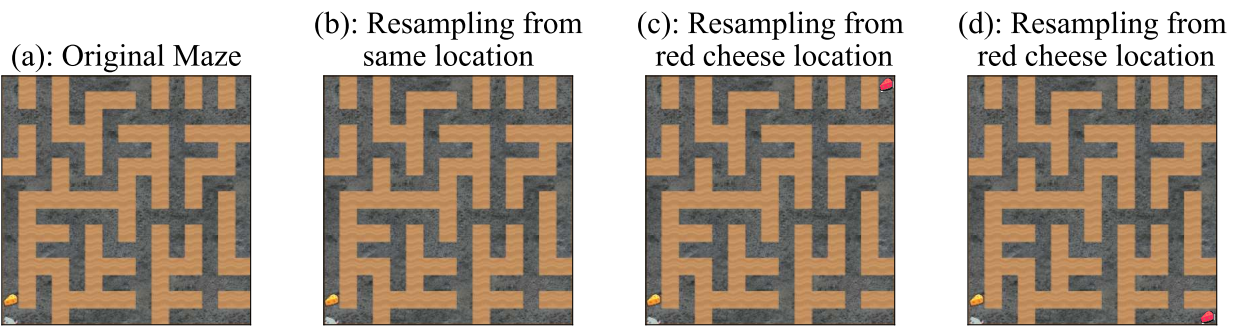 (a): Original Maze
(b): Resampling from
same location
(c): Resampling from
red cheese location
(d): Resampling from
red cheese location